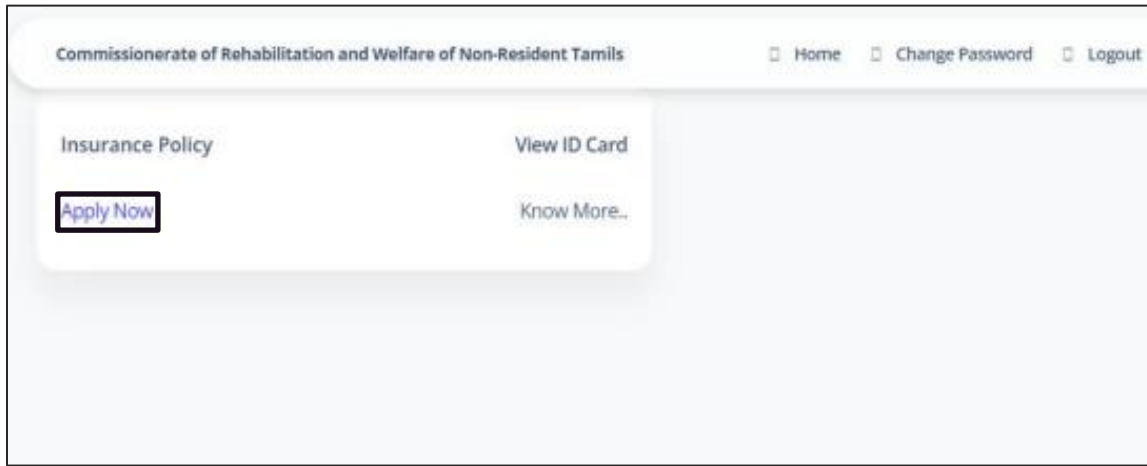 Commissionerate of Rehabilitation and Welfare of Non-Resident Tamils Home Change Password Logout
Insurance Policy View ID Card
Apply Now Know More..